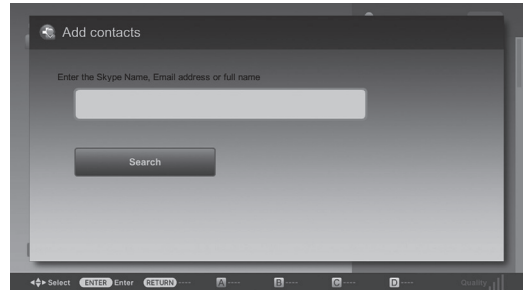 Add contacts
Enter the Skype Name, Email address or full name
Search
Select ENTER Enter RETURN ---- A ---- B ---- C ---- D ---- Quality